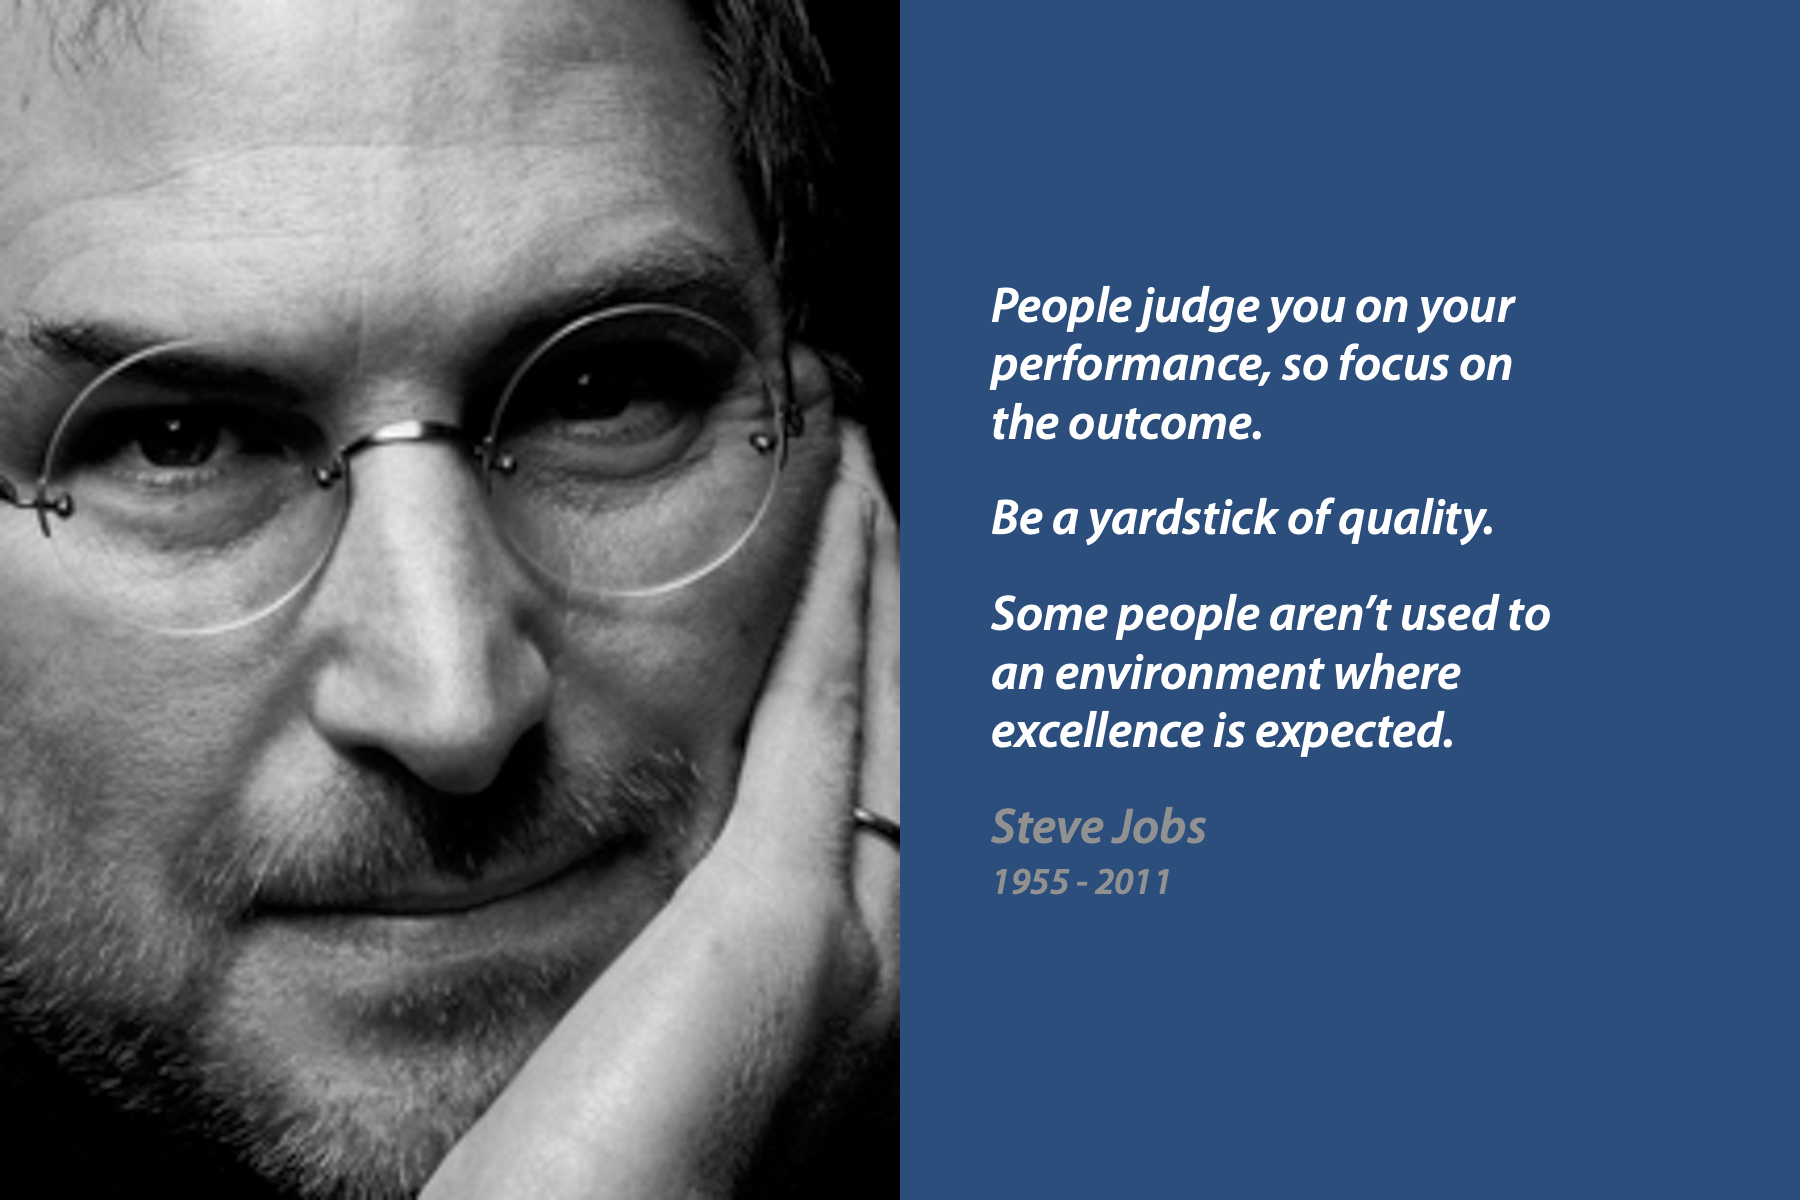 People judge you on your
performance, so focus on
the outcome.
Be a yardstick of quality.
Some people aren’t used to
an environment where
excellence is expected.
Steve Jobs
1955 - 2011